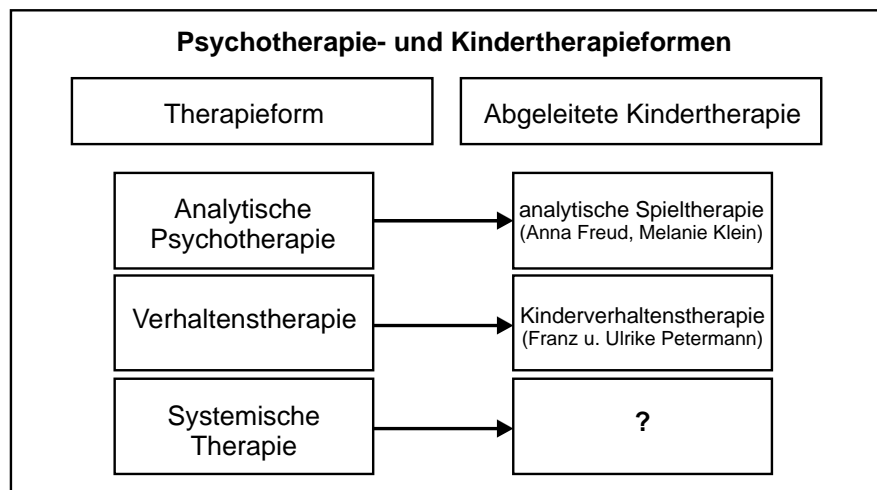 Psychotherapie- und Kindertherapieformen
Therapieform
Abgeleitete Kindertherapie
Analytische
Psychotherapie
analytische Spieltherapie
(Anna Freud, Melanie Klein)
Verhaltenstherapie
Kinderverhaltenstherapie
(Franz u. Ulrike Petermann)
Systemische
Therapie
?